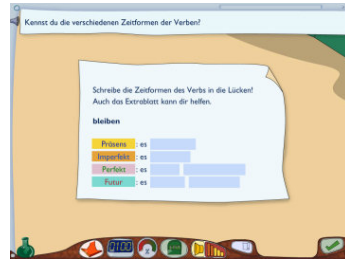 Kennst du die verschiedenen Zeitformen der Verben?
Schreibe die Zeitformen des Verbs in die Lücken!
Auch das Extrablatt kann dir helfen.
bleiben
Präsens : es
Imperfekt : es
Perfekt : es
Futur : es